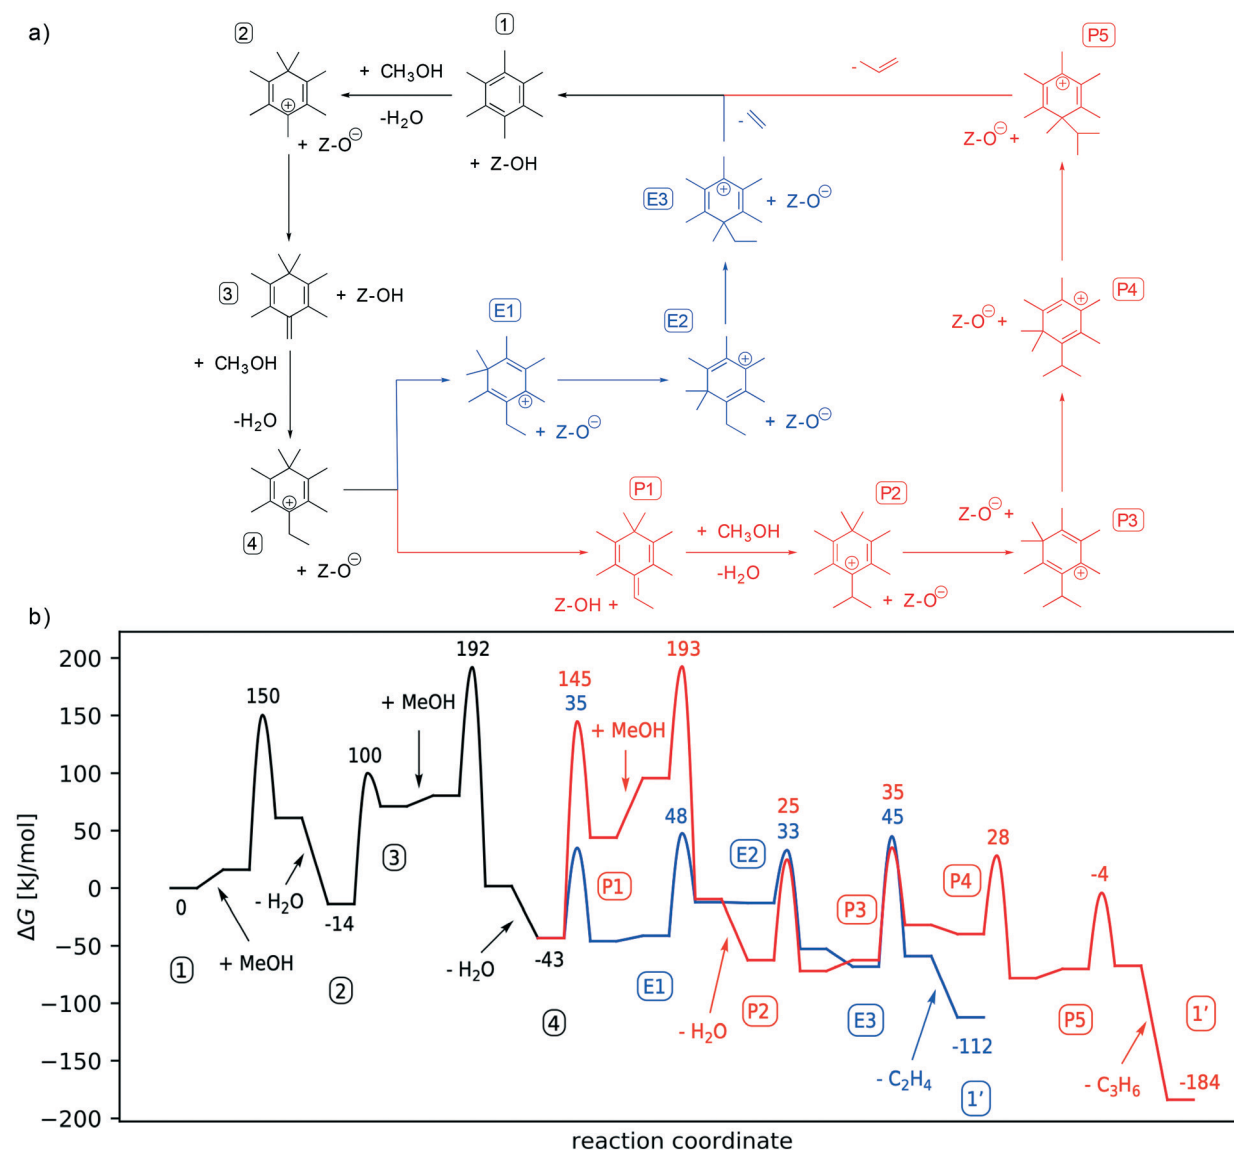 a)
2
1
P5
+ CH₃OH
-H₂O
-
-
+ Z-O⊖
Z-O⊖+
+ Z-OH
E3
+ Z-O⊖
3
+ Z-OH
E1
E2
P4
Z-O⊖+
+ CH₃OH
-H₂O
+ Z-O⊖
+ Z-O⊖
P1
P2
Z-O⊖+
P3
4
+ Z-O⊖
+ CH₃OH
-H₂O
Z-OH +
+ Z-O⊖
b)
ΔG [kJ/mol]
200
150
100
50
0
−50
−100
−150
−200
0
1
+ MeOH
150
- H₂O
-14
2
100
3
+ MeOH
192
- H₂O
-43
4
145
35
P1
+ MeOH
E1
193
48
- H₂O
E2
P2
25
33
P3
E3
35
45
- C₂H₄
P4
-112
1’
28
P5
-4
- C₃H₆
1’
-184
reaction coordinate